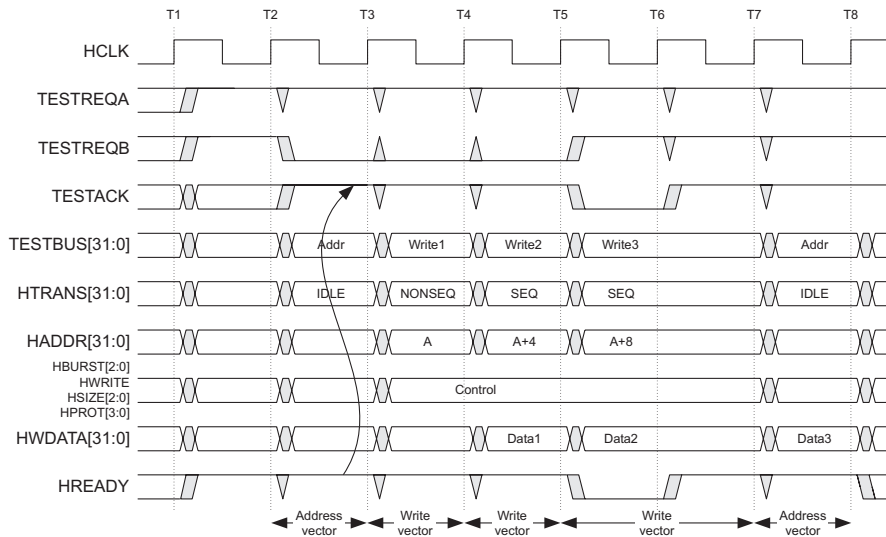 T1 T2 T3 T4 T5 T6 T7 T8
HCLK
TESTREQA
TESTREQB
TESTACK
TESTBUS[31:0] Addr Write1 Write2 Write3 Addr
HTRANS[31:0] IDLE NONSEQ SEQ SEQ IDLE
HADDR[31:0] A A+4 A+8
HBURST[2:0]
HWRITE
HSIZE[2:0]
HPROT[3:0]
Control
HWDATA[31:0] Data1 Data2 Data3
HREADY
Address Write Write Write Address
vector vector vector vector vector